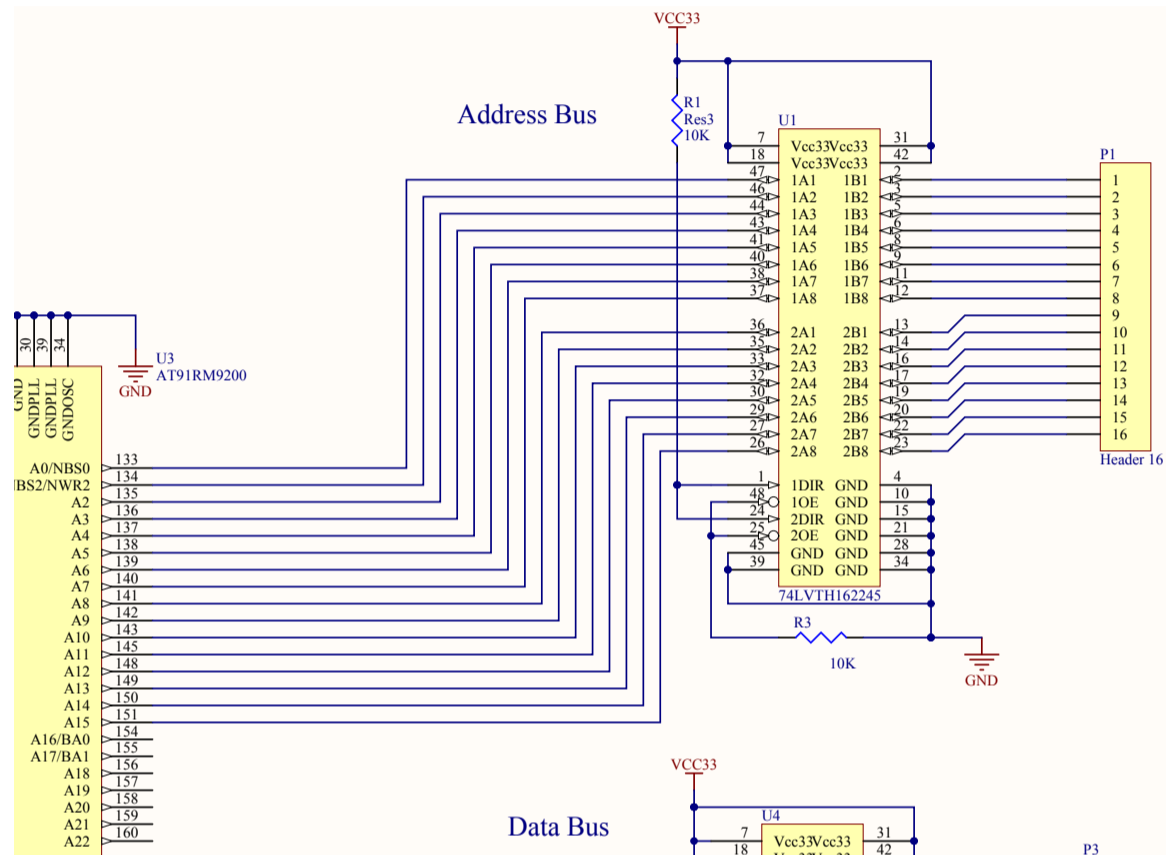 VCC33
Address Bus
R1
Res3
10K
U1
7 Vcc33Vcc33 31
18 Vcc33Vcc33 42
47 1A1 1B1 2
46 1A2 1B2 3
44 1A3 1B3 5
43 1A4 1B4 6
41 1A5 1B5 8
40 1A6 1B6 9
38 1A7 1B7 11
37 1A8 1B8 12
36 2A1 2B1 13
35 2A2 2B2 14
33 2A3 2B3 16
32 2A4 2B4 17
30 2A5 2B5 19
29 2A6 2B6 20
27 2A7 2B7 22
26 2A8 2B8 23
1 1DIR GND 4
48 1OE GND 10
24 2DIR GND 15
25 2OE GND 21
45 GND GND 28
39 GND GND 34
74LVTH162245
R3
10K
GND
P1
1
2
3
4
5
6
7
8
9
10
11
12
13
14
15
16
Header 16
30
39
34
GND
U3
AT91RM9200
GND
GNDPLL
GNDPLL
GNDOSC
A0/NBS0 133
BS2/NWR2 134
A2 135
A3 136
A4 137
A5 138
A6 139
A7 140
A8 141
A9 142
A10 143
A11 145
A12 148
A13 149
A14 150
A15 151
A16/BA0 154
A17/BA1 155
A18 156
A19 157
A20 158
A21 159
A22 160
VCC33
Data Bus
U4
7 Vcc33Vcc33 31
18 42
P3